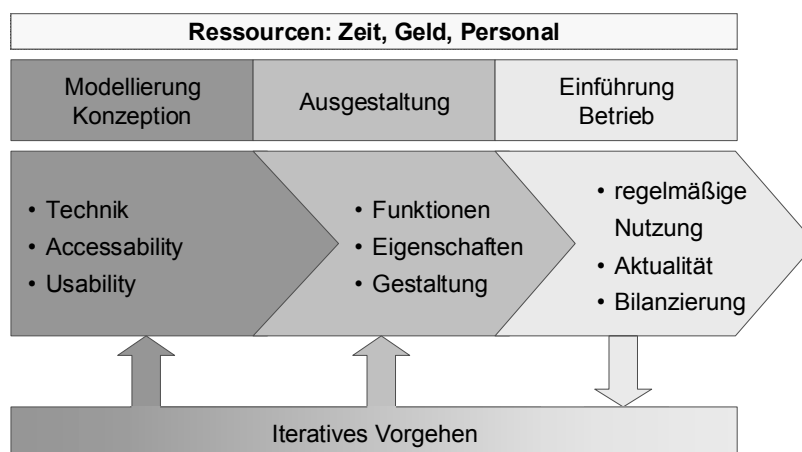 Ressourcen: Zeit, Geld, Personal
Modellierung
Konzeption
Ausgestaltung
Einführung
Betrieb
• Technik
• Accessability
• Usability
• Funktionen
• Eigenschaften
• Gestaltung
• regelmäßige
Nutzung
• Aktualität
• Bilanzierung
Iteratives Vorgehen